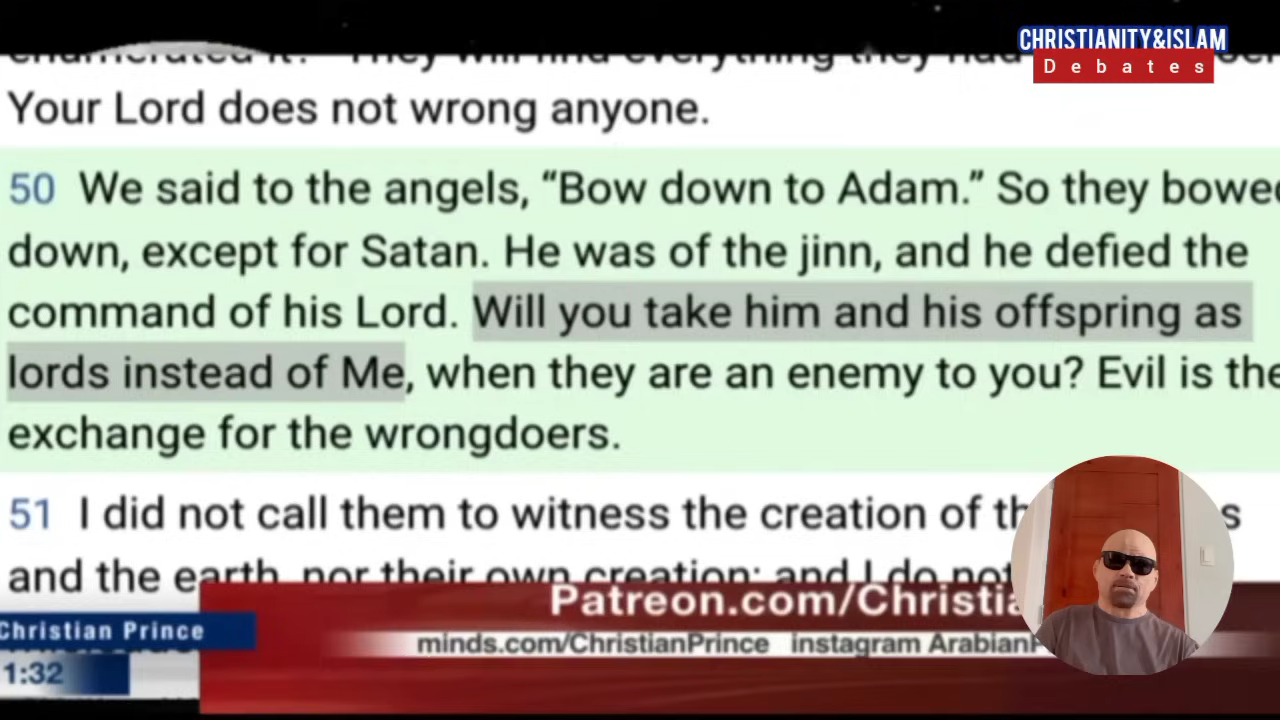 CHRISTIANITY&ISLAM
Debates
Your Lord does not wrong anyone.
50 We said to the angels, “Bow down to Adam.” So they bowed
down, except for Satan. He was of the jinn, and he defied the
command of his Lord. Will you take him and his offspring as
lords instead of Me, when they are an enemy to you? Evil is the
exchange for the wrongdoers.
51 I did not call them to witness the creation of
and the earth, nor their own creation; and I do not
Patreon.com/Christia
Christian Prince
minds.com/ChristianPrince instagram Arabian
1:32